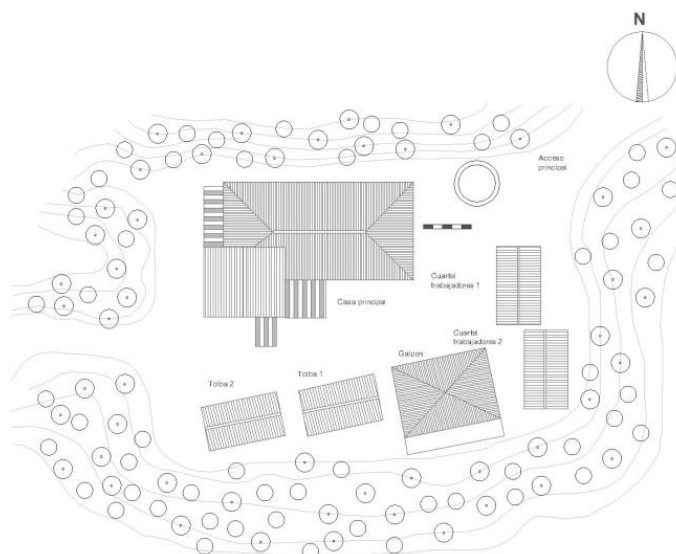 N
Acceso
principal
Cuartel
trabajadores 1
Casa principal
Cuartel
trabajadores 2
Galpon
Tolba 1
Tolba 2